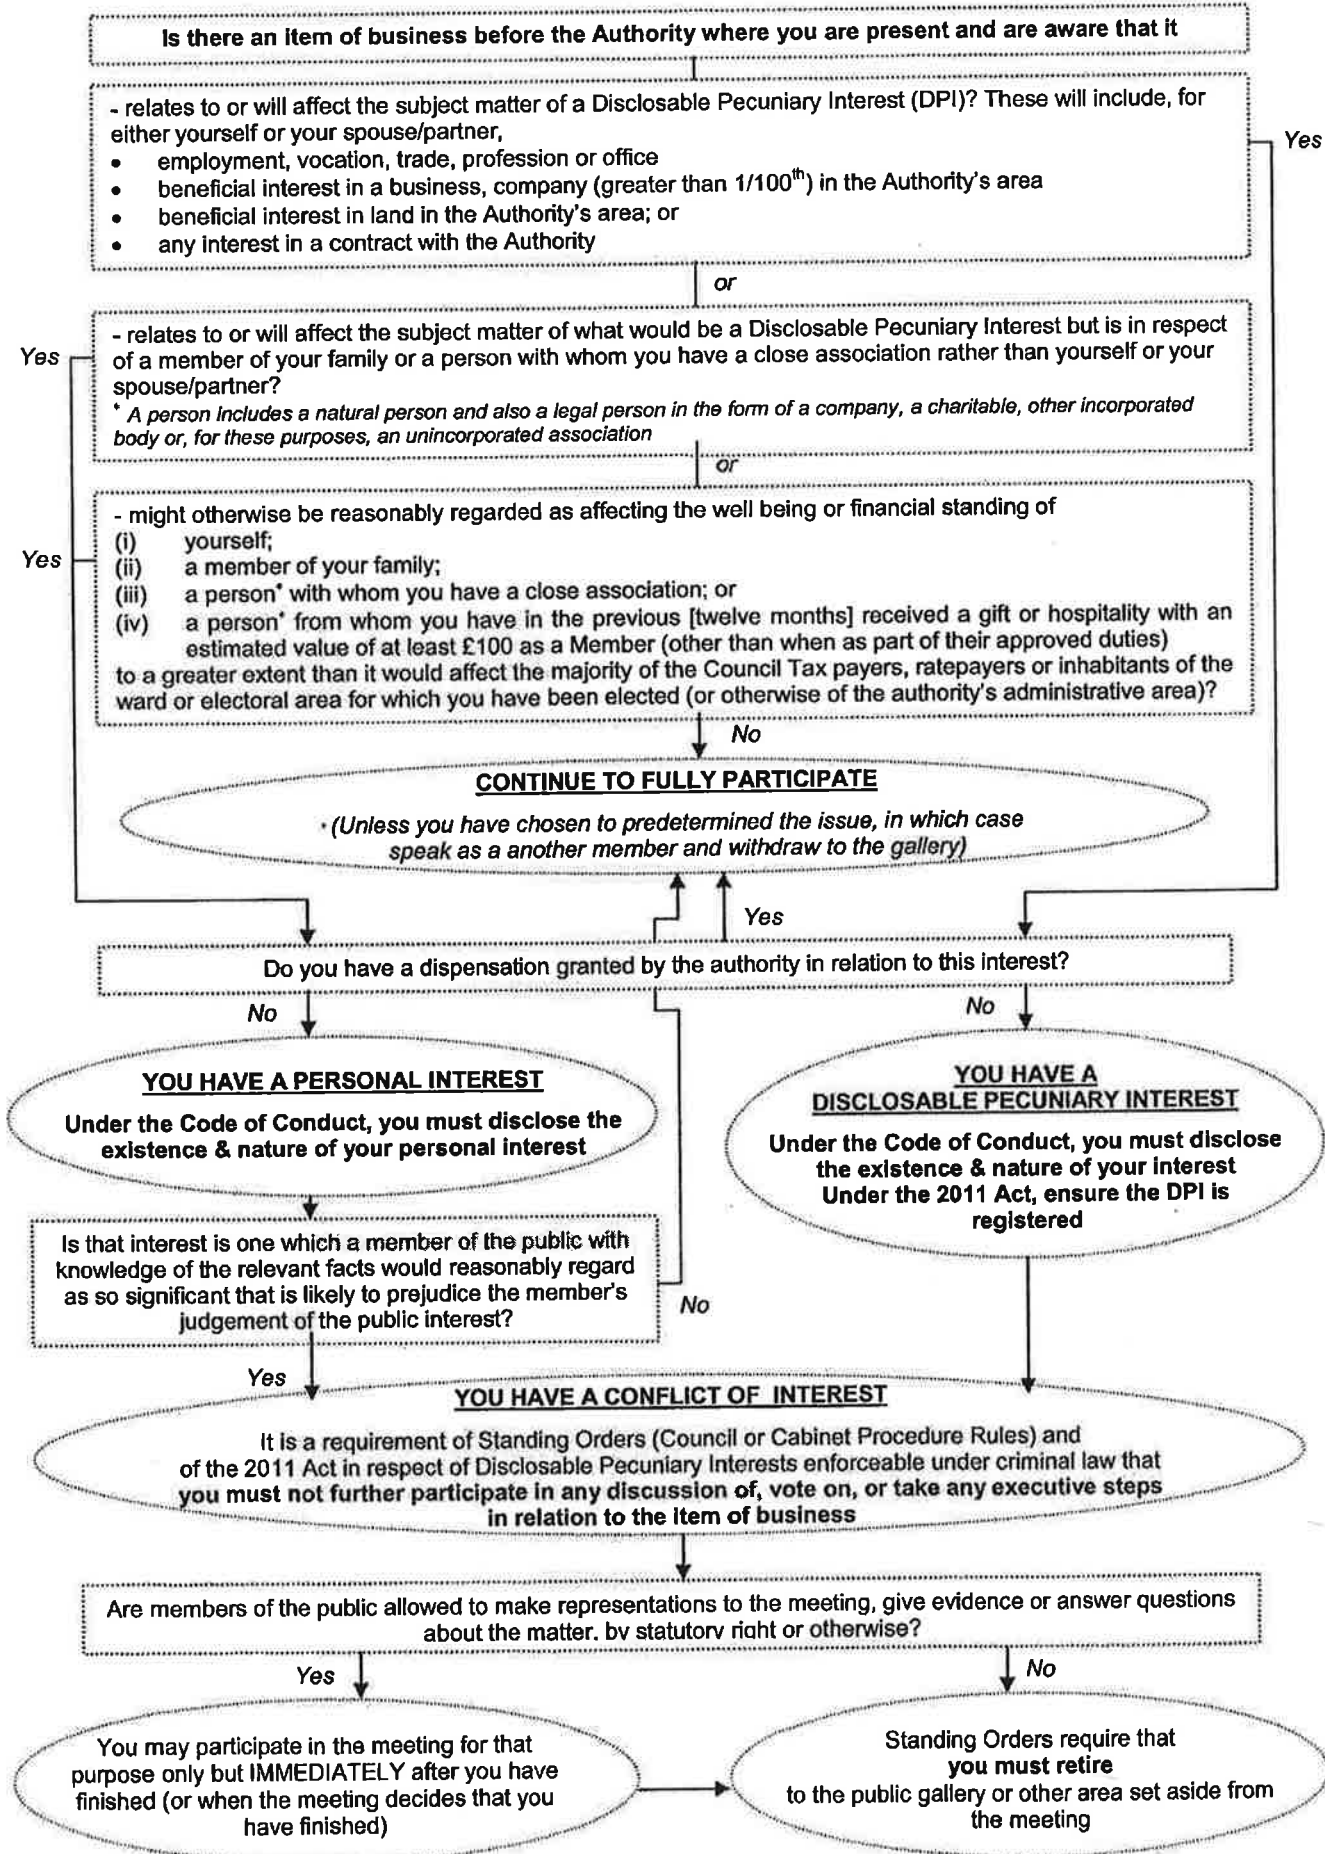 Is there an item of business before the Authority where you are present and are aware that it
- relates to or will affect the subject matter of a Disclosable Pecuniary Interest (DPI)? These will include, for
either yourself or your spouse/partner,
• employment, vocation, trade, profession or office
• beneficial interest in a business, company (greater than 1/100th) in the Authority's area
• beneficial interest in land in the Authority's area; or
• any interest in a contract with the Authority
Yes
or
- relates to or will affect the subject matter of what would be a Disclosable Pecuniary Interest but is in respect
of a member of your family or a person with whom you have a close association rather than yourself or your
spouse/partner?
* A person includes a natural person and also a legal person in the form of a company, a charitable, other incorporated
body or, for these purposes, an unincorporated association
Yes
or
- might otherwise be reasonably regarded as affecting the well being or financial standing of
(i) yourself;
(ii) a member of your family;
(iii) a person* with whom you have a close association; or
(iv) a person* from whom you have in the previous [twelve months] received a gift or hospitality with an
estimated value of at least £100 as a Member (other than when as part of their approved duties)
to a greater extent than it would affect the majority of the Council Tax payers, ratepayers or inhabitants of the
ward or electoral area for which you have been elected (or otherwise of the authority's administrative area)?
Yes
No
CONTINUE TO FULLY PARTICIPATE
(Unless you have chosen to predetermined the issue, in which case
speak as a another member and withdraw to the gallery)
Yes
Do you have a dispensation granted by the authority in relation to this interest?
No
No
YOU HAVE A PERSONAL INTEREST
Under the Code of Conduct, you must disclose the
existence & nature of your personal interest
YOU HAVE A
DISCLOSABLE PECUNIARY INTEREST
Under the Code of Conduct, you must disclose
the existence & nature of your interest
Under the 2011 Act, ensure the DPI is
registered
Is that interest is one which a member of the public with
knowledge of the relevant facts would reasonably regard
as so significant that is likely to prejudice the member's
judgement of the public interest?
No
Yes
YOU HAVE A CONFLICT OF INTEREST
It is a requirement of Standing Orders (Council or Cabinet Procedure Rules) and
of the 2011 Act in respect of Disclosable Pecuniary Interests enforceable under criminal law that
you must not further participate in any discussion of, vote on, or take any executive steps
in relation to the item of business
Are members of the public allowed to make representations to the meeting, give evidence or answer questions
about the matter, by statutory right or otherwise?
Yes
No
You may participate in the meeting for that
purpose only but IMMEDIATELY after you have
finished (or when the meeting decides that you
have finished)
Standing Orders require that
you must retire
to the public gallery or other area set aside from
the meeting